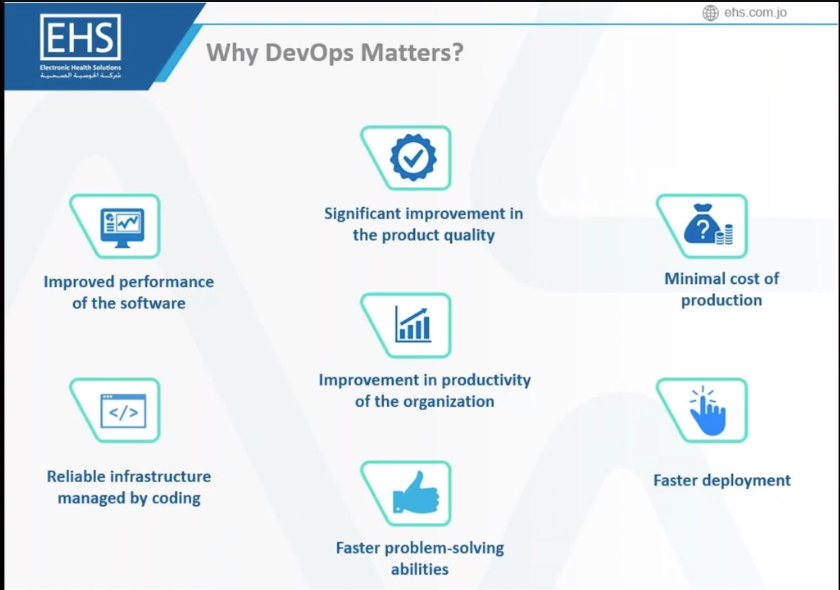 EHS
Electronic Health Solutions
شركة الحوسبة الصحية
ehs.com.jo
Why DevOps Matters?
Significant improvement in
the product quality
Improved performance
of the software
Minimal cost of
production
Improvement in productivity
of the organization
Reliable infrastructure
managed by coding
Faster deployment
Faster problem-solving
abilities